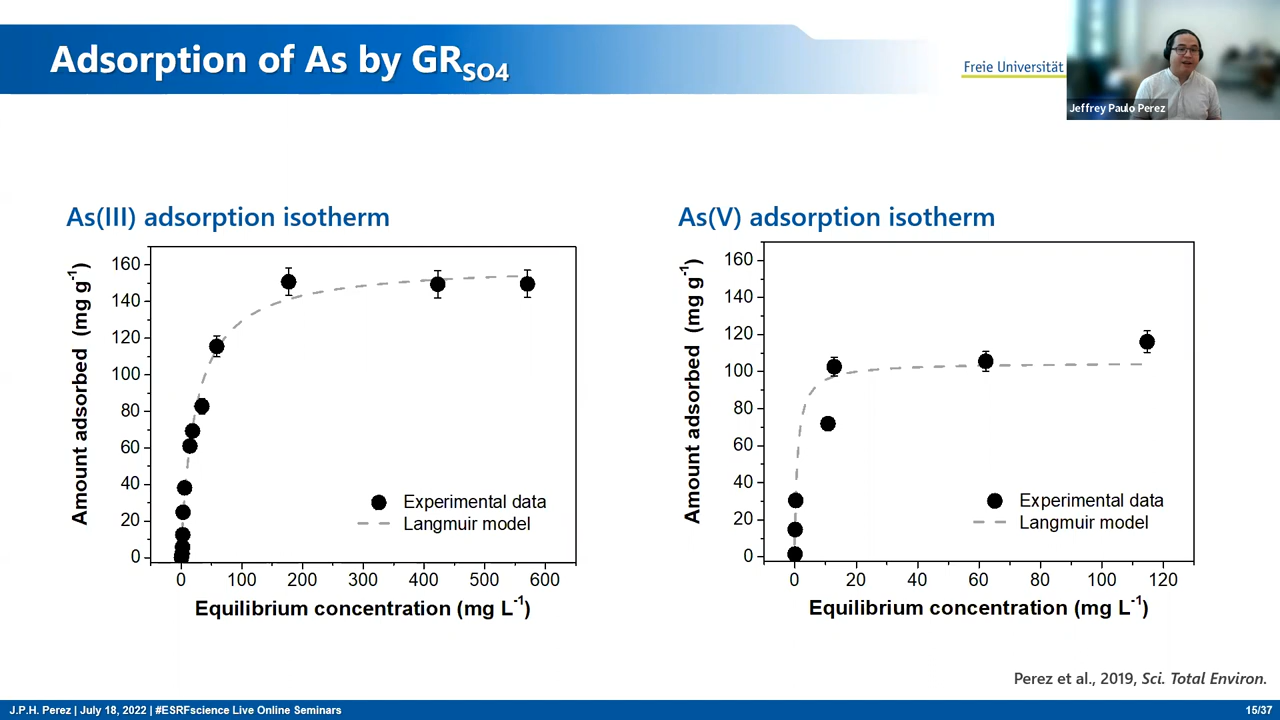 Adsorption of As by GRSO4
Freie Universität
Jeffrey Paulo Perez
As(III) adsorption isotherm
Amount adsorbed (mg g-1)
160
140
120
100
80
60
40
20
0
Experimental data
Langmuir model
0 100 200 300 400 500 600
Equilibrium concentration (mg L-1)
As(V) adsorption isotherm
Amount adsorbed (mg g-1)
160
140
120
100
80
60
40
20
0
Experimental data
Langmuir model
0 20 40 60 80 100 120
Equilibrium concentration (mg L-1)
Perez et al., 2019, Sci. Total Environ.
J.P.H. Perez | July 18, 2022 | #ESRFscience Live Online Seminars
15/37